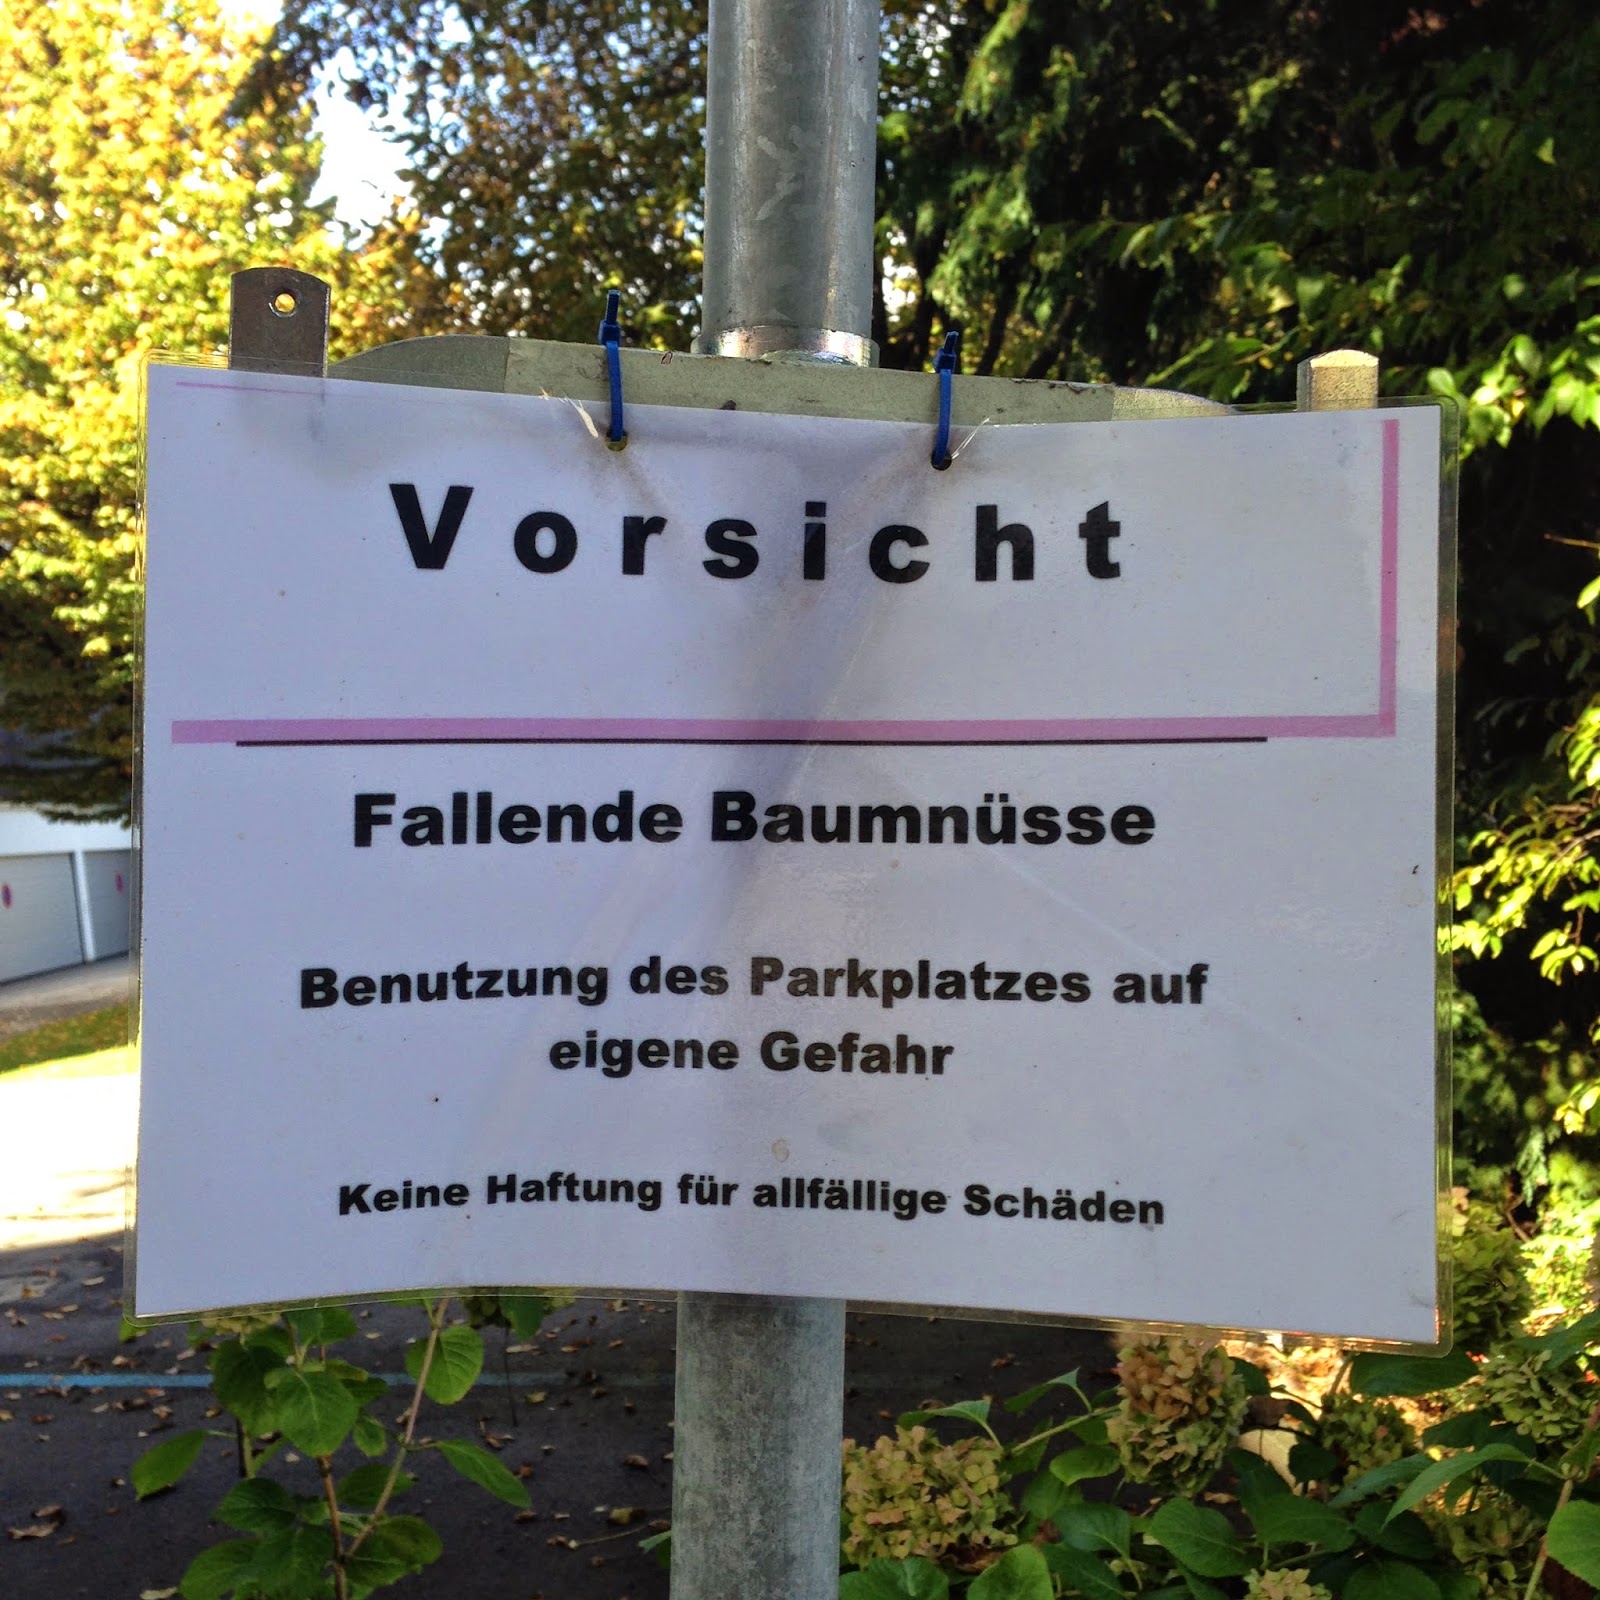 Vorsicht
Fallende Baumnüsse
Benutzung des Parkplatzes auf
eigene Gefahr
Keine Haftung für allfällige Schäden